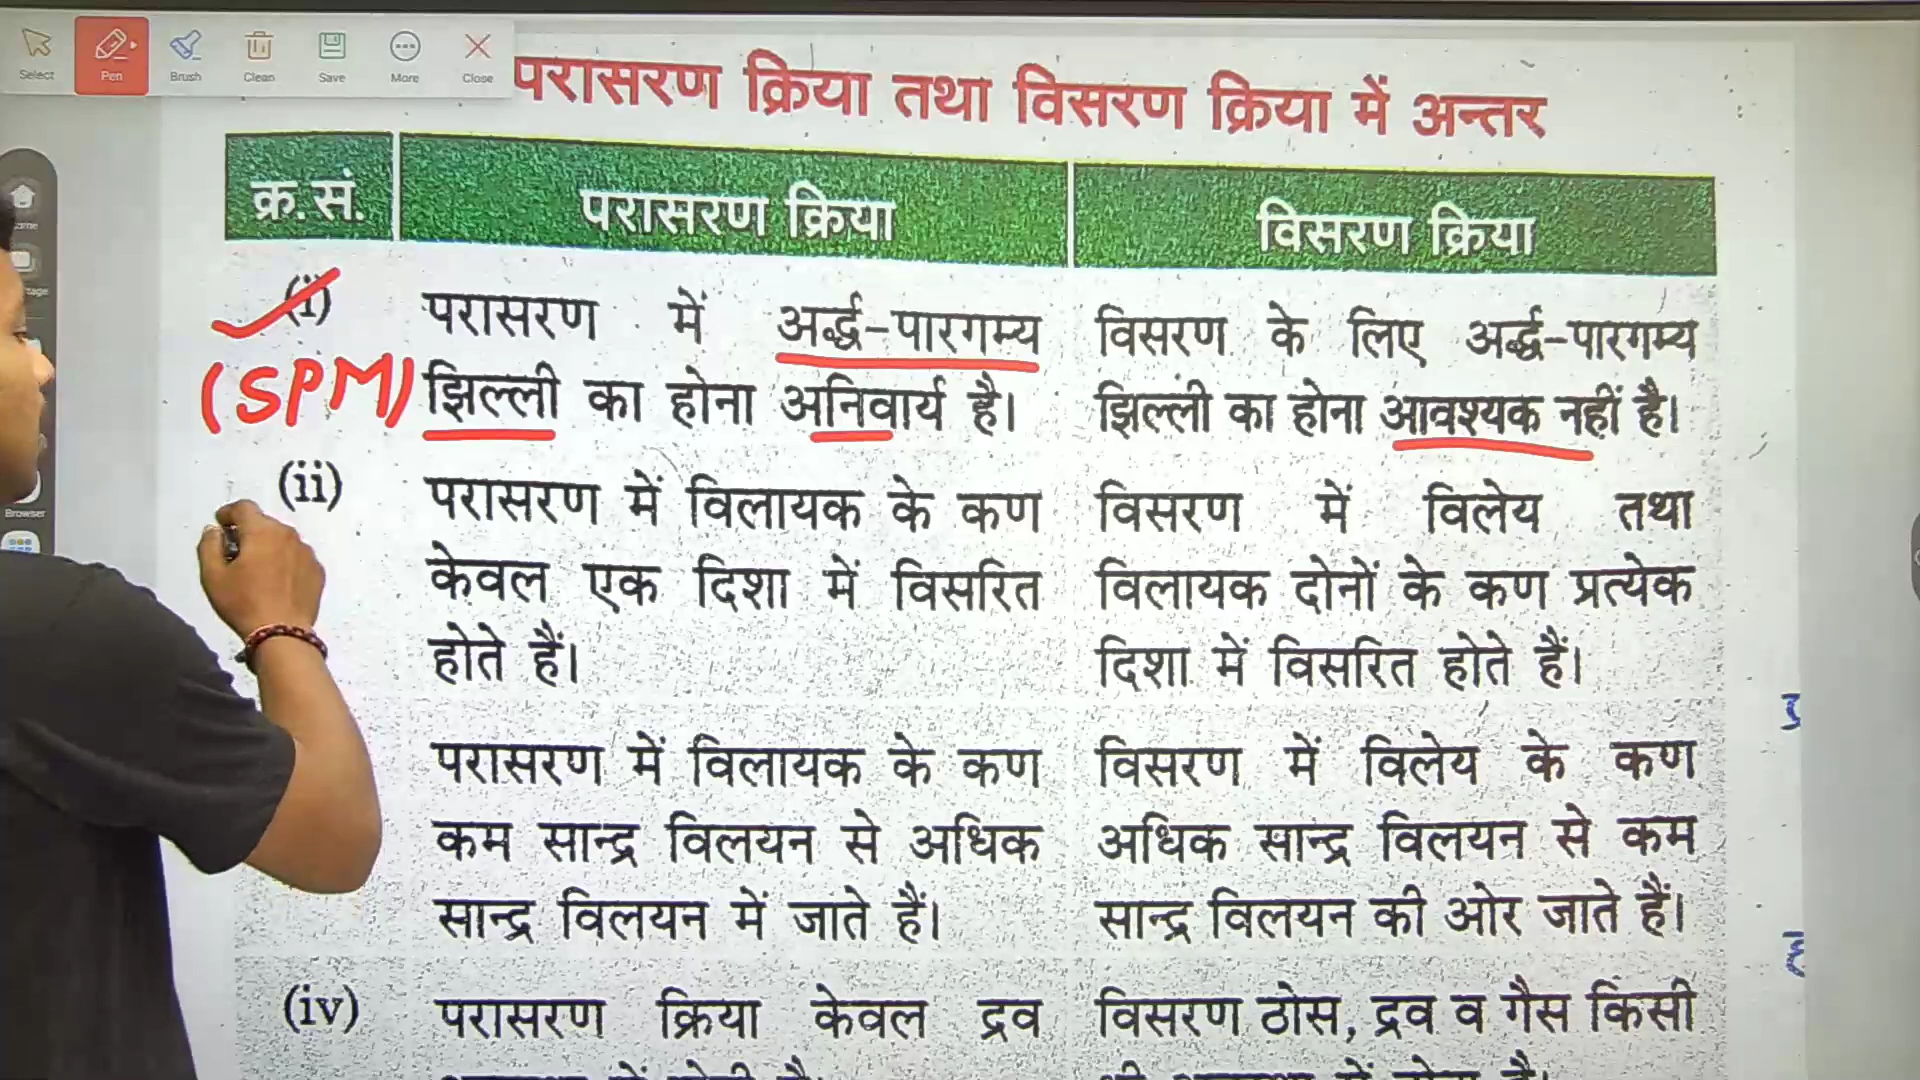 Select Pen Brush Clean Save More Close
परासरण क्रिया तथा विसरण क्रिया में अन्तर
क्र.सं. परासरण क्रिया विसरण क्रिया
(i) परासरण में अर्द्ध-पारगम्य विसरण के लिए अर्द्ध-पारगम्य
(SPM) झिल्ली का होना अनिवार्य है। झिल्ली का होना आवश्यक नहीं है।
(ii) परासरण में विलायक के कण विसरण में विलेय तथा
Browser
केवल एक दिशा में विसरित विलायक दोनों के कण प्रत्येक
होते हैं। दिशा में विसरित होते हैं।
परासरण में विलायक के कण विसरण में विलेय के कण
कम सान्द्र विलयन से अधिक अधिक सान्द्र विलयन से कम
सान्द्र विलयन में जाते हैं। सान्द्र विलयन की ओर जाते हैं।
(iv) परासरण क्रिया केवल द्रव विसरण ठोस, द्रव व गैस किसी